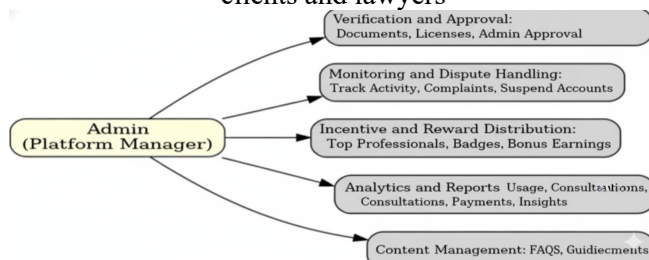 clients and lawyers
Verification and Approval:
Documents, Licenses, Admin Approval
Monitoring and Dispute Handling:
Track Activity, Complaints, Suspend Accounts
Admin
(Platform Manager)
Incentive and Reward Distribution:
Top Professionals, Badges, Bonus Earnings
Analytics and Reports Usage,
Consultations, Payments, Insights
Content Management: FAQS,